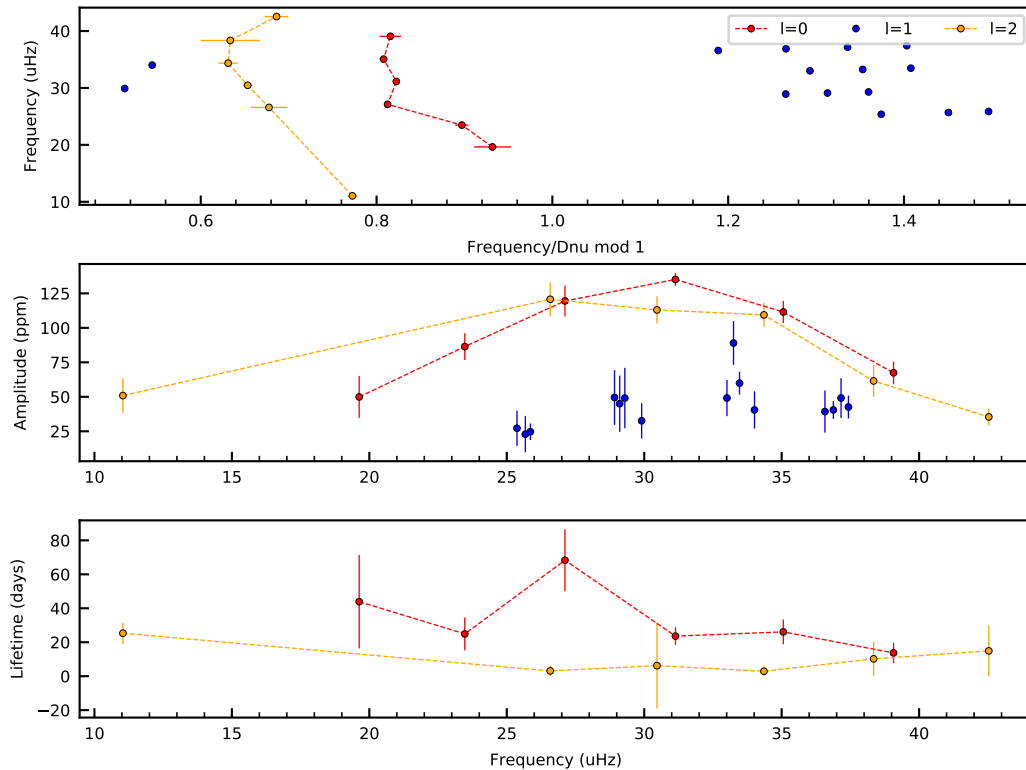 l=0 l=1 l=2
40
30
20
10
Frequency (uHz)
0.6 0.8 1.0 1.2 1.4
Frequency/Dnu mod 1
125
100
75
50
25
Amplitude (ppm)
10 15 20 25 30 35 40
80
60
40
20
0
−20
Lifetime (days)
10 15 20 25 30 35 40
Frequency (uHz)